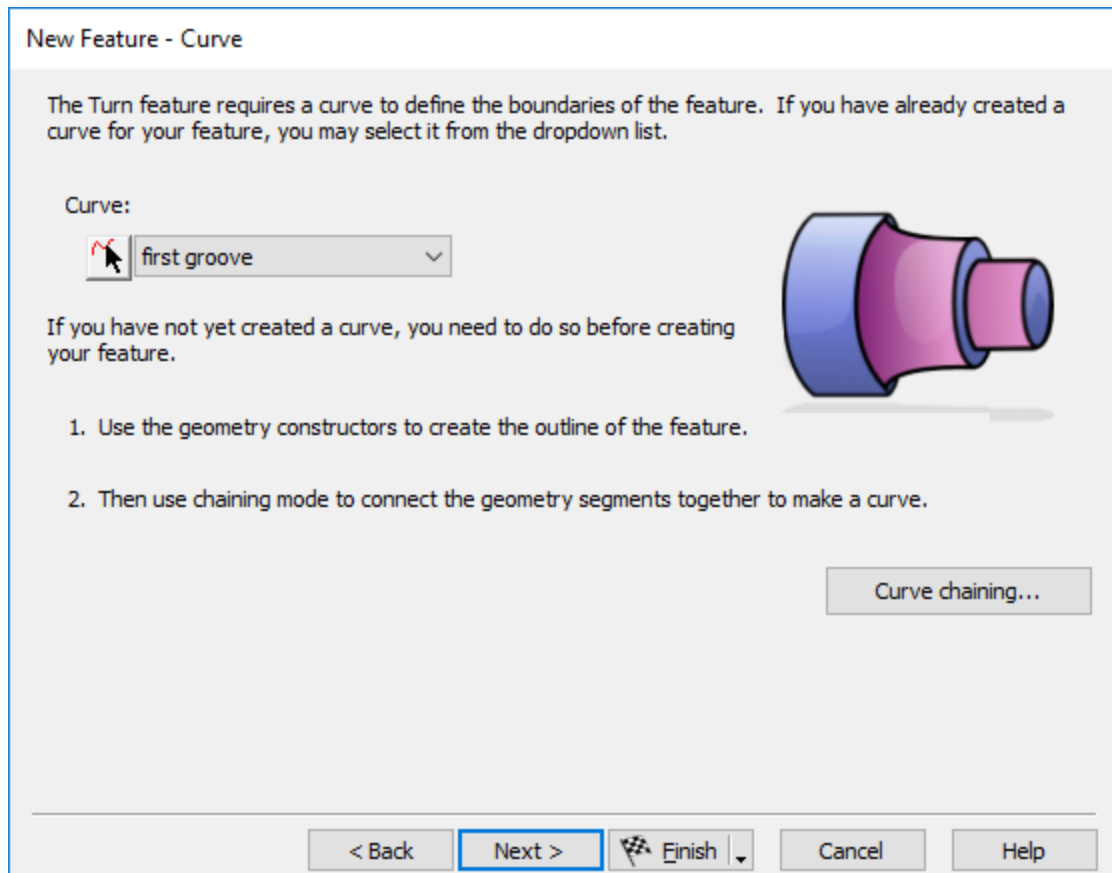 New Feature - Curve
The Turn feature requires a curve to define the boundaries of the feature.  If you have already created a
curve for your feature, you may select it from the dropdown list.
Curve:
first groove
If you have not yet created a curve, you need to do so before creating
your feature.
1.  Use the geometry constructors to create the outline of the feature.
2.  Then use chaining mode to connect the geometry segments together to make a curve.
Curve chaining...
< Back Next > Finish Cancel Help